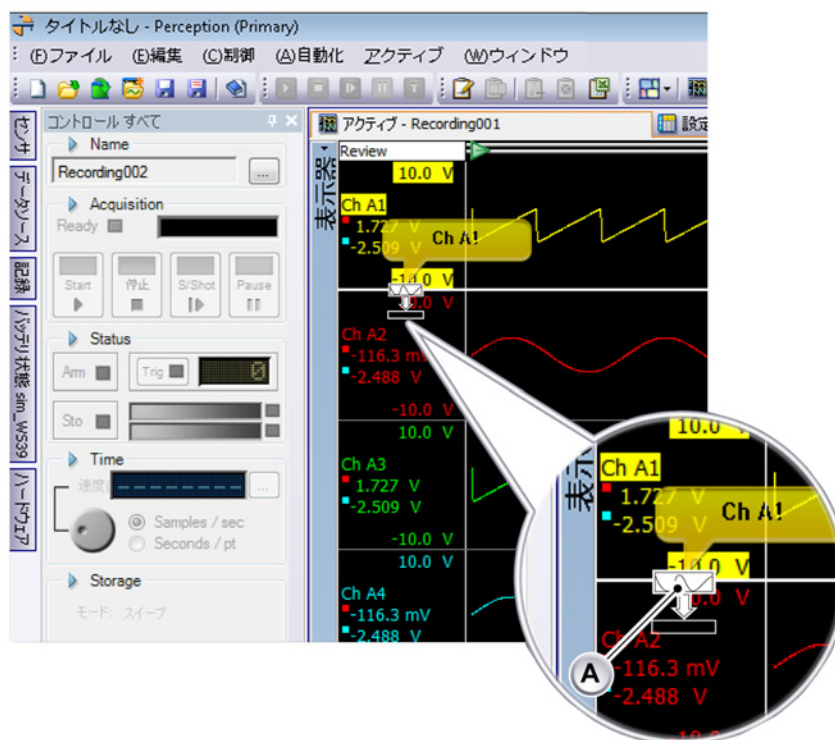 タイトルなし - Perception (Primary)
(F)ファイル (E)編集 (C)制御 (A)自動化 アクティブ (W)ウィンドウ
センサ
データソース
記録
バッテリ状態 sim_WS39
ハードウェア
コントロール すべて
Name
Recording002
...
Acquisition
Ready
Start
停止
S/Shot
Pause
Status
Arm
Trig
0
Sto
Time
...
Samples / sec
Seconds / pt
Storage
モード: スイープ
アクティブ - Recording001
設定
表示器
Review
10.0 V
Ch A1
1.727 V
-2.509 V
Ch A1
-10.0 V
Ch A2
-116.3 mV
-2.488 V
-10.0 V
10.0 V
Ch A3
1.727 V
-2.509 V
-10.0 V
10.0 V
Ch A4
-116.3 mV
-2.488 V
表示器
10.0 V
Ch A1
1.727
-2.509
Ch A1
-10.0 V
0.0 V
Ch A2
-116.3 mV
-2.488 V
A